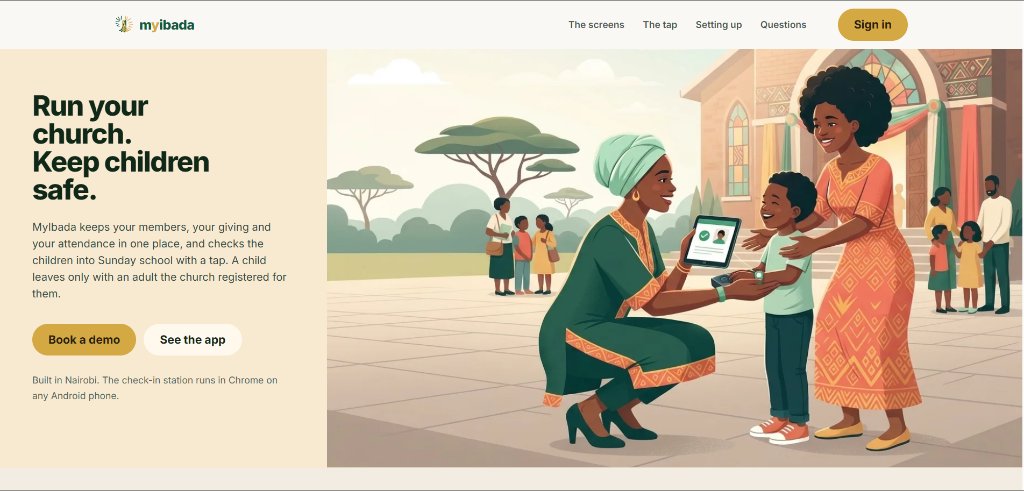 myibada
The screens
The tap
Setting up
Questions
Sign in
Run your
church.
Keep children
safe.
MyIbada keeps your members, your giving and
your attendance in one place, and checks the
children into Sunday school with a tap. A child
leaves only with an adult the church registered for
them.
Book a demo
See the app
Built in Nairobi. The check-in station runs in Chrome on
any Android phone.